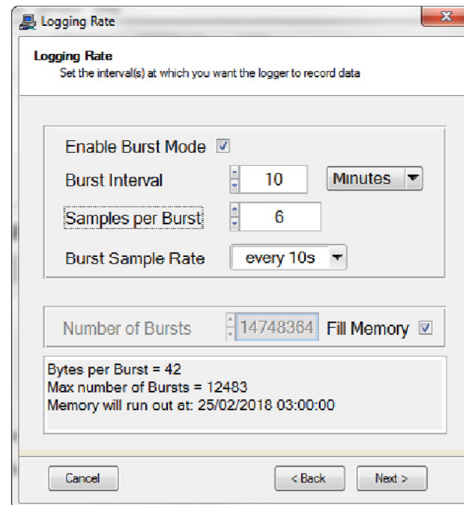 Logging Rate
Logging Rate
Set the interval(s) at which you want the logger to record data
Enable Burst Mode
Burst Interval 10 Minutes
Samples per Burst 6
Burst Sample Rate every 10s
Number of Bursts 14748364 Fill Memory
Bytes per Burst = 42
Max number of Bursts = 12483
Memory will run out at: 25/02/2018 03:00:00
Cancel < Back Next >